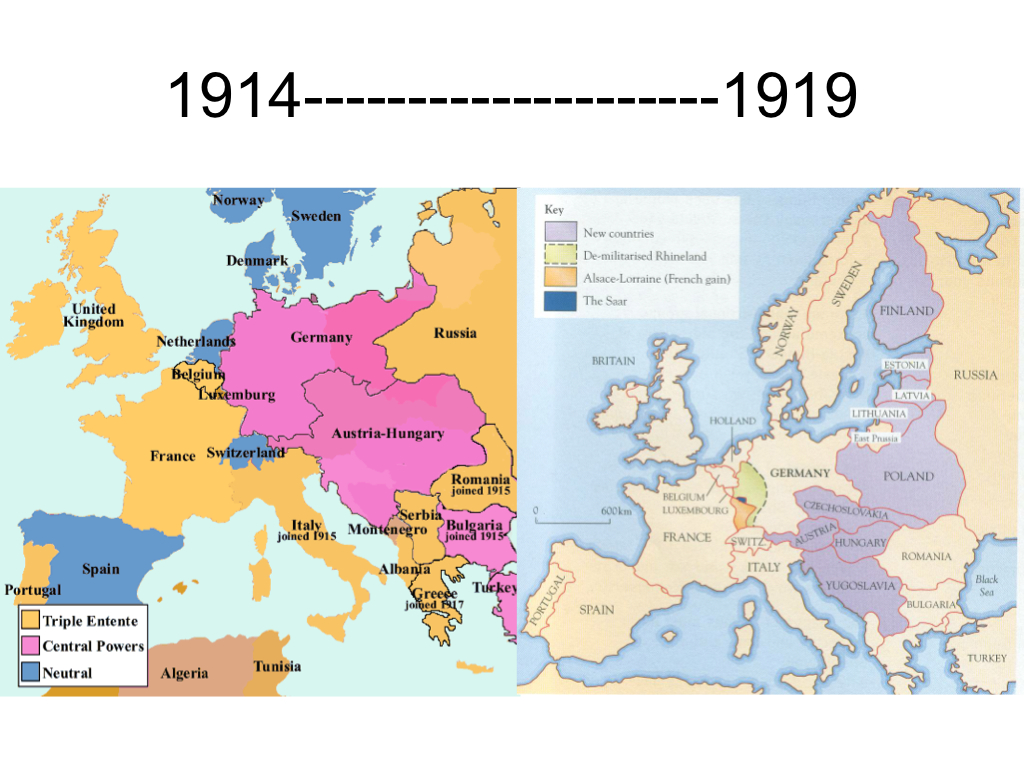 1914--------------------1919
Norway
Sweden
Denmark
United
Kingdom
Netherlands
Germany
Russia
Belgium
Luxemburg
Austria-Hungary
France
Switzerland
Romania
joined 1915
Serbia
Italy
joined 1915
Montenegro
Bulgaria
joined 1915
Albania
Spain
Portugal
Greece
joined 1917
Turkey
Triple Entente
Central Powers
Neutral
Algeria
Tunisia
Key
New countries
De-militarised Rhineland
Alsace-Lorraine (French gain)
The Saar
SWEDEN
NORWAY
FINLAND
BRITAIN
ESTONIA
RUSSIA
LATVIA
LITHUANIA
HOLLAND
East Prussia
GERMANY
POLAND
BELGIUM
LUXEMBOURG
CZECHOSLOVAKIA
0
600km
FRANCE
SWITZ.
AUSTRIA
HUNGARY
ROMANIA
ITALY
YUGOSLAVIA
Black
Sea
PORTUGAL
SPAIN
BULGARIA
TURKEY